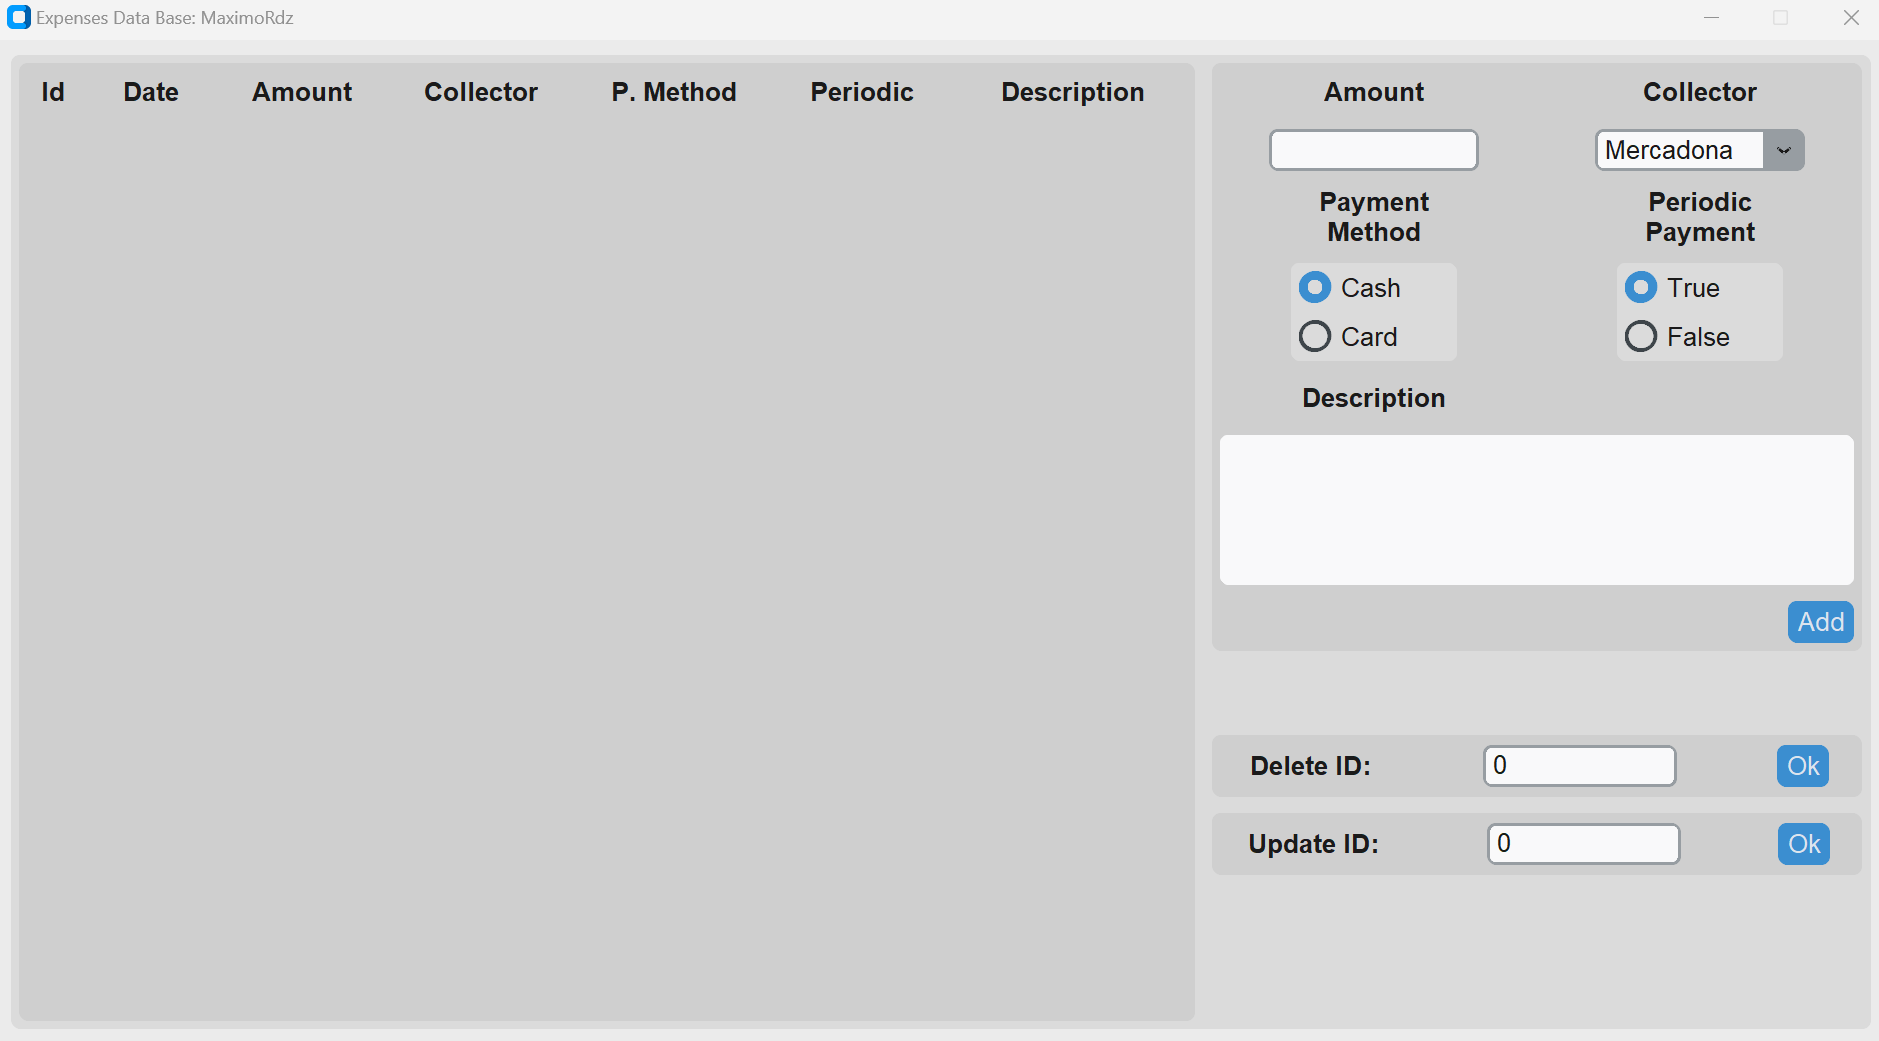 Expenses Data Base: MaximoRdz
Id Date Amount Collector P. Method Periodic Description
Amount Collector
Mercadona
Payment
Method
Periodic
Payment
Cash
Card
True
False
Description
Add
Delete ID: 0 Ok
Update ID: 0 Ok